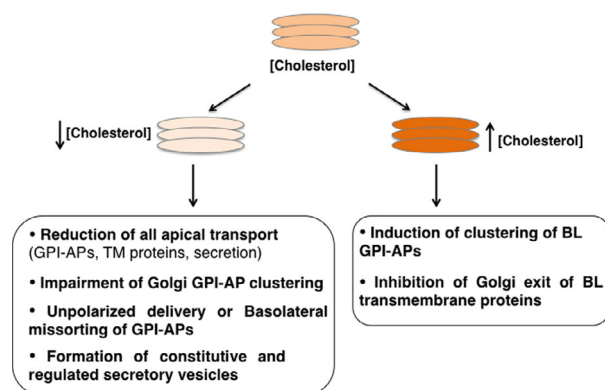 [Cholesterol]
↓ [Cholesterol]
↑ [Cholesterol]
• Reduction of all apical transport
(GPI-APs, TM proteins, secretion)
• Impairment of Golgi GPI-AP clustering
• Unpolarized delivery or Basolateral
missorting of GPI-APs
• Formation of constitutive and
regulated secretory vesicles
• Induction of clustering of BL
GPI-APs
• Inhibition of Golgi exit of BL
transmembrane proteins